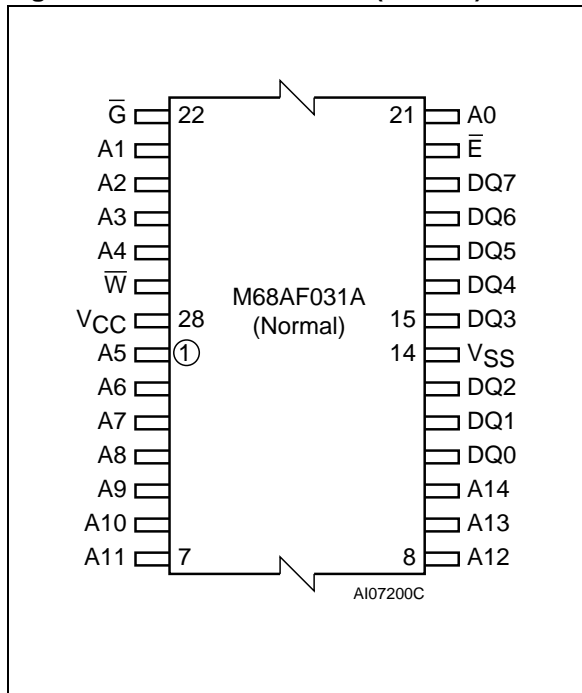 G̅ 22 21 A0
A1 E̅
A2 DQ7
A3 DQ6
A4 DQ5
W̅ DQ4
M68AF031A
VCC 28 (Normal) 15 DQ3
A5 1 14 VSS
A6 DQ2
A7 DQ1
A8 DQ0
A9 A14
A10 A13
A11 7 8 A12
AI07200C